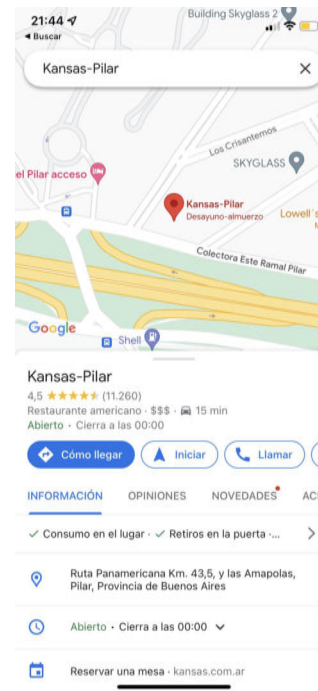 21:44
Building Skyglass 2
Buscar
Kansas-Pilar
Los Crisantemos
SKYGLASS
el Pilar acceso
Kansas-Pilar
Desayuno-almuerzo
Lowell's
Colectora Este Ramal Pilar
Google
Shell
Kansas-Pilar
4,5 (11.260)
Restaurante americano · $$$ · 15 min
Abierto · Cierra a las 00:00
Cómo llegar
Iniciar
Llamar
INFORMACIÓN
OPINIONES
NOVEDADES
AC
Consumo en el lugar · Retiros en la puerta ·...
Ruta Panamericana Km. 43,5, y las Amapolas,
Pilar, Provincia de Buenos Aires
Abierto · Cierra a las 00:00
Reservar una mesa · kansas.com.ar